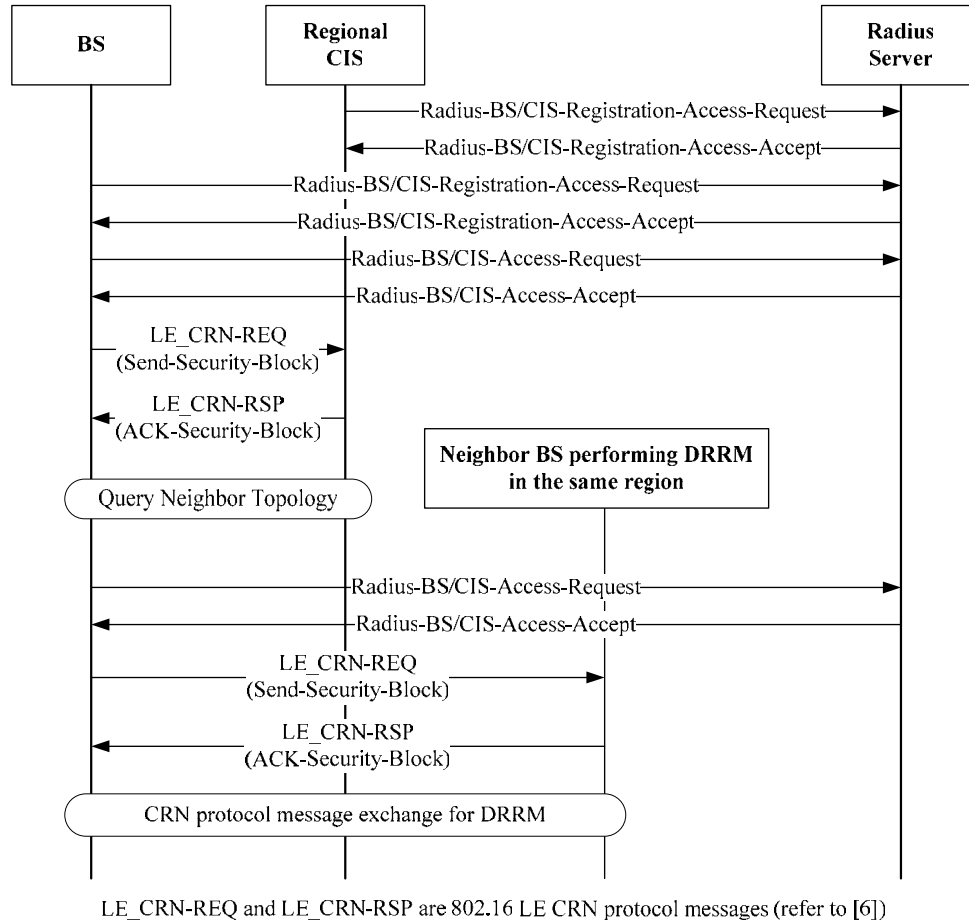 BS
Regional
CIS
Radius
Server
Radius-BS/CIS-Registration-Access-Request
Radius-BS/CIS-Registration-Access-Accept
Radius-BS/CIS-Registration-Access-Request
Radius-BS/CIS-Registration-Access-Accept
Radius-BS/CIS-Access-Request
Radius-BS/CIS-Access-Accept
LE_CRN-REQ
(Send-Security-Block)
LE_CRN-RSP
(ACK-Security-Block)
Neighbor BS performing DRRM
in the same region
Query Neighbor Topology
Radius-BS/CIS-Access-Request
Radius-BS/CIS-Access-Accept
LE_CRN-REQ
(Send-Security-Block)
LE_CRN-RSP
(ACK-Security-Block)
CRN protocol message exchange for DRRM
LE_CRN-REQ and LE_CRN-RSP are 802.16 LE CRN protocol messages (refer to [6])